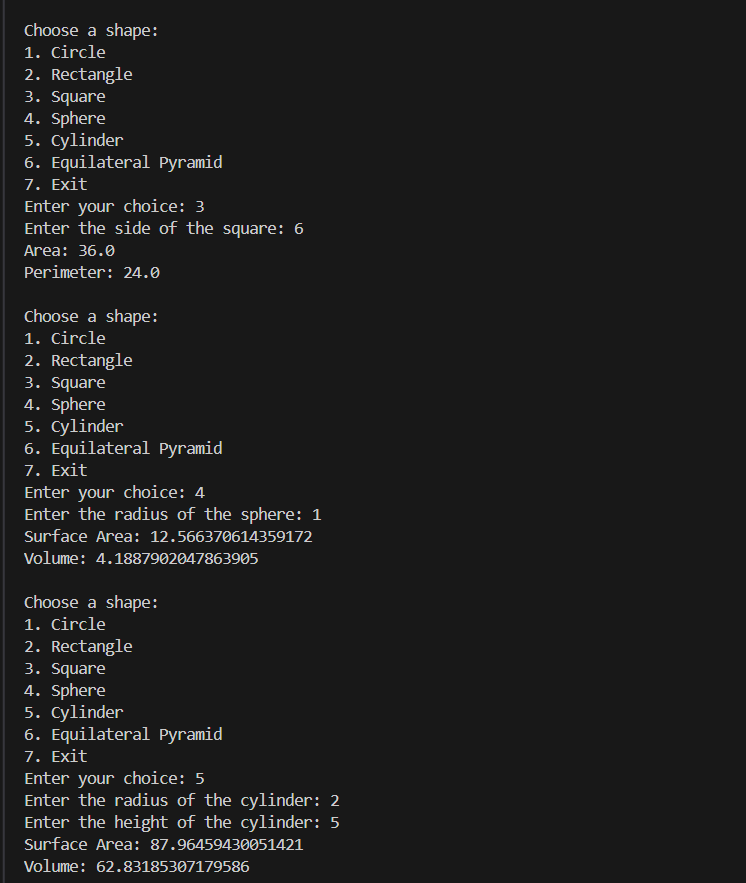 Choose a shape:
1. Circle
2. Rectangle
3. Square
4. Sphere
5. Cylinder
6. Equilateral Pyramid
7. Exit
Enter your choice: 3
Enter the side of the square: 6
Area: 36.0
Perimeter: 24.0
Choose a shape:
1. Circle
2. Rectangle
3. Square
4. Sphere
5. Cylinder
6. Equilateral Pyramid
7. Exit
Enter your choice: 4
Enter the radius of the sphere: 1
Surface Area: 12.566370614359172
Volume: 4.1887902047863905
Choose a shape:
1. Circle
2. Rectangle
3. Square
4. Sphere
5. Cylinder
6. Equilateral Pyramid
7. Exit
Enter your choice: 5
Enter the radius of the cylinder: 2
Enter the height of the cylinder: 5
Surface Area: 87.96459430051421
Volume: 62.83185307179586